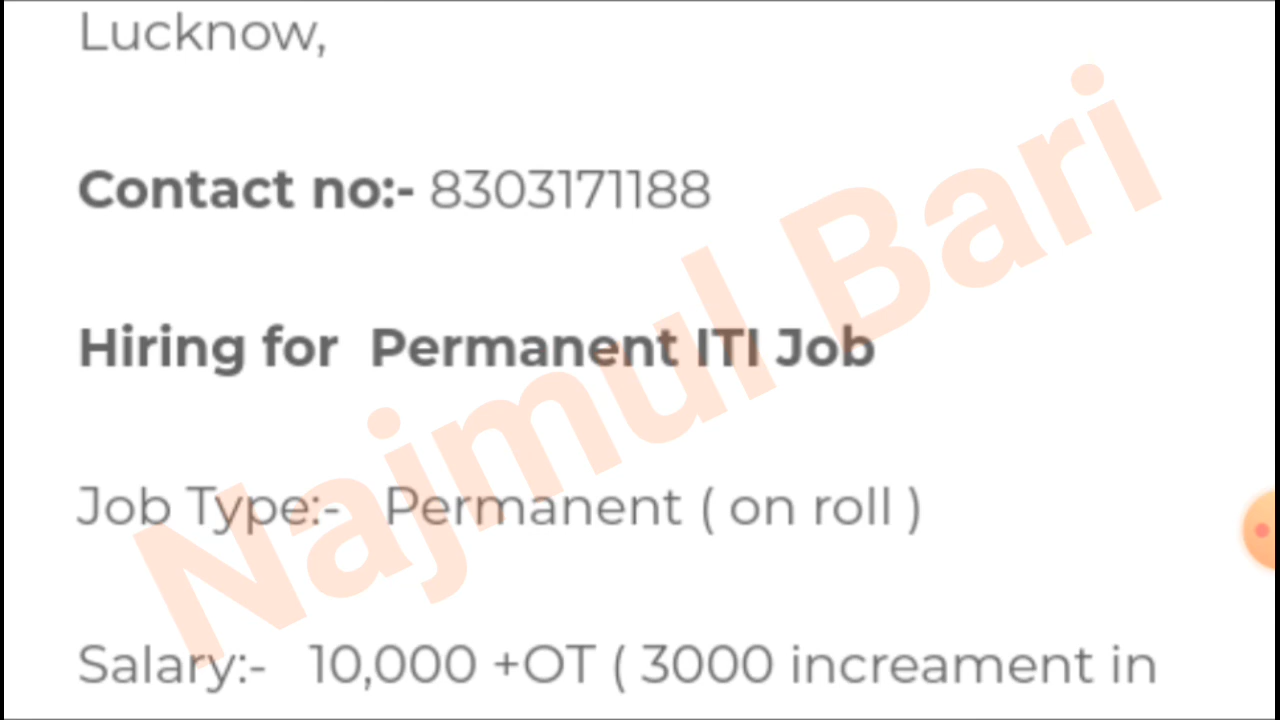 Lucknow,
Contact no:- 8303171188
Hiring for  Permanent ITI Job
Job Type:-   Permanent ( on roll )
Salary:-   10,000 +OT ( 3000 increament in
Najmul Bari